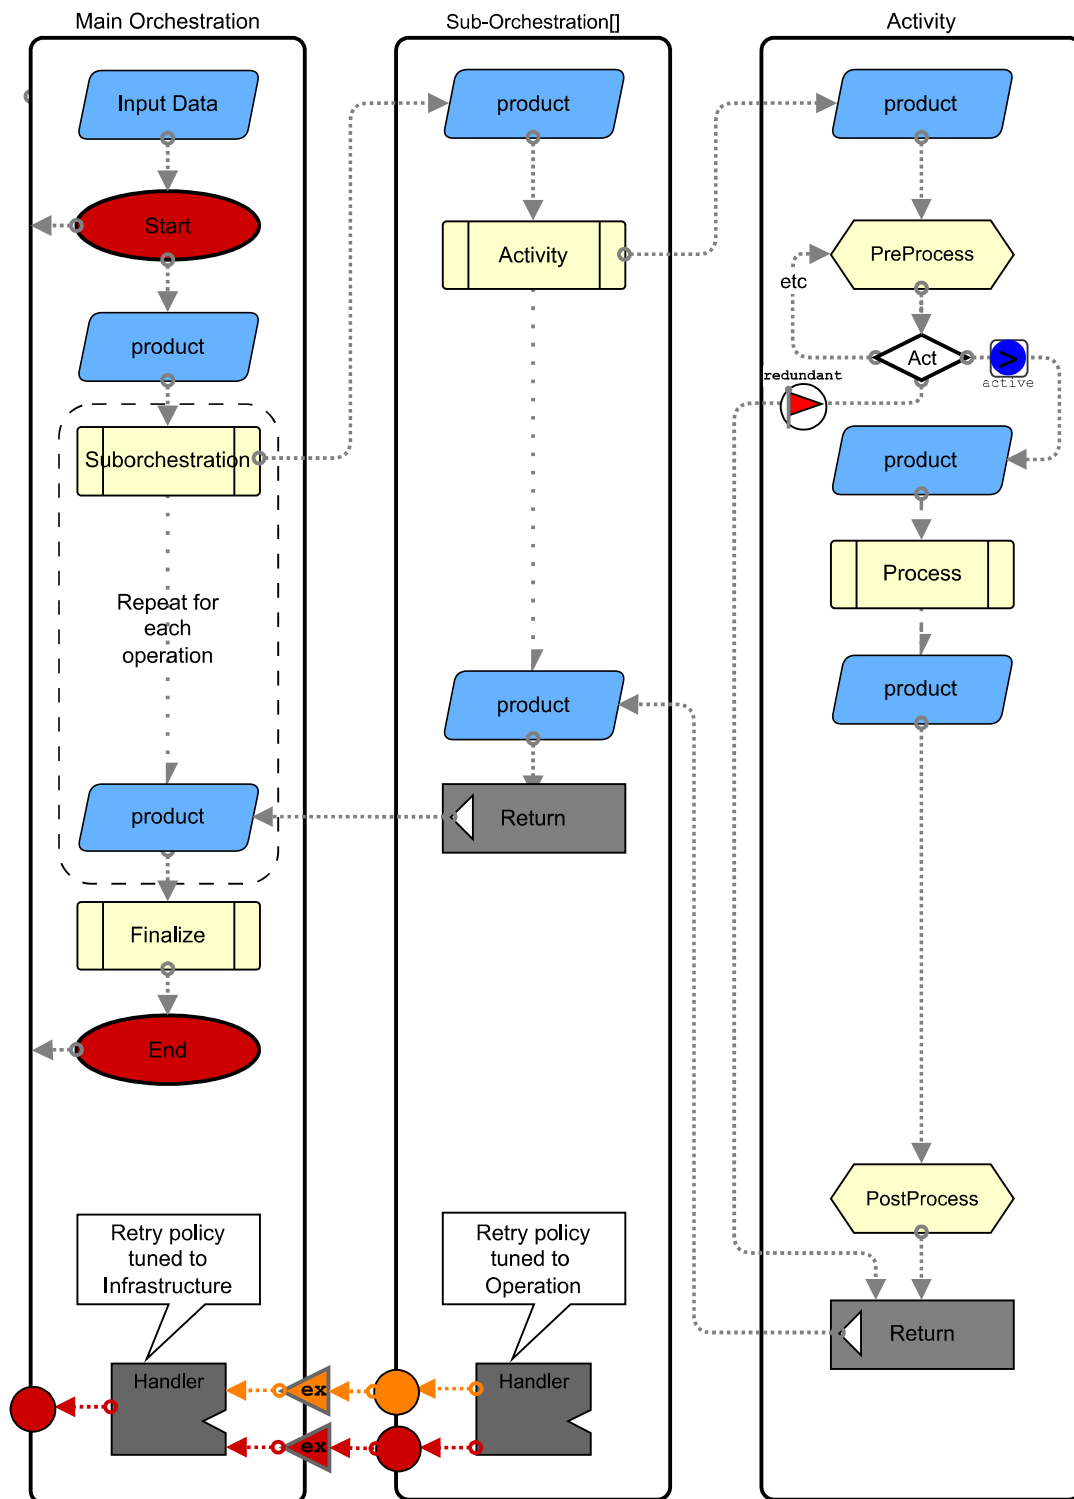 Main Orchestration
Input Data
Start
product
Suborchestration
Repeat for
each
operation
product
Finalize
End
Retry policy
tuned to
Infrastructure
Handler
Sub-Orchestration[]
product
Activity
product
Return
Retry policy
tuned to
Operation
Handler
ex
ex
Activity
product
PreProcess
etc
Act
>
active
redundant
product
Process
product
PostProcess
Return